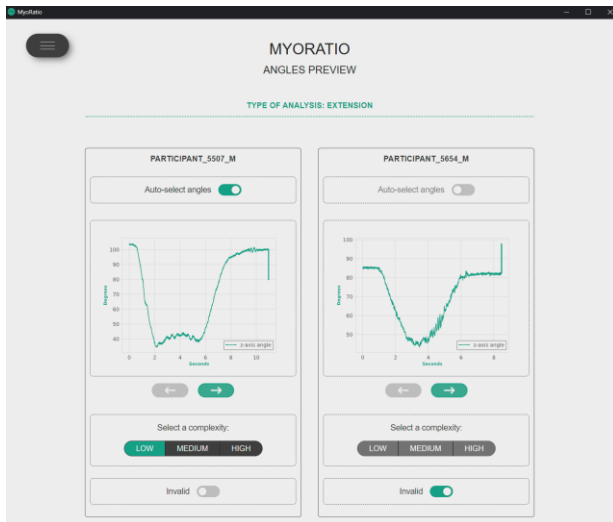 MyoRatio
MYORATIO
ANGLES PREVIEW
TYPE OF ANALYSIS: EXTENSION
PARTICIPANT_5507_M
Auto-select angles
100
90
80
70
60
50
40
Degrees
0 2 4 6 8 10
Seconds
z-axis angle
Select a complexity:
LOW MEDIUM HIGH
Invalid
PARTICIPANT_5654_M
Auto-select angles
100
90
80
70
60
50
Degrees
0 2 4 6 8
Seconds
z-axis angle
Select a complexity:
LOW MEDIUM HIGH
Invalid